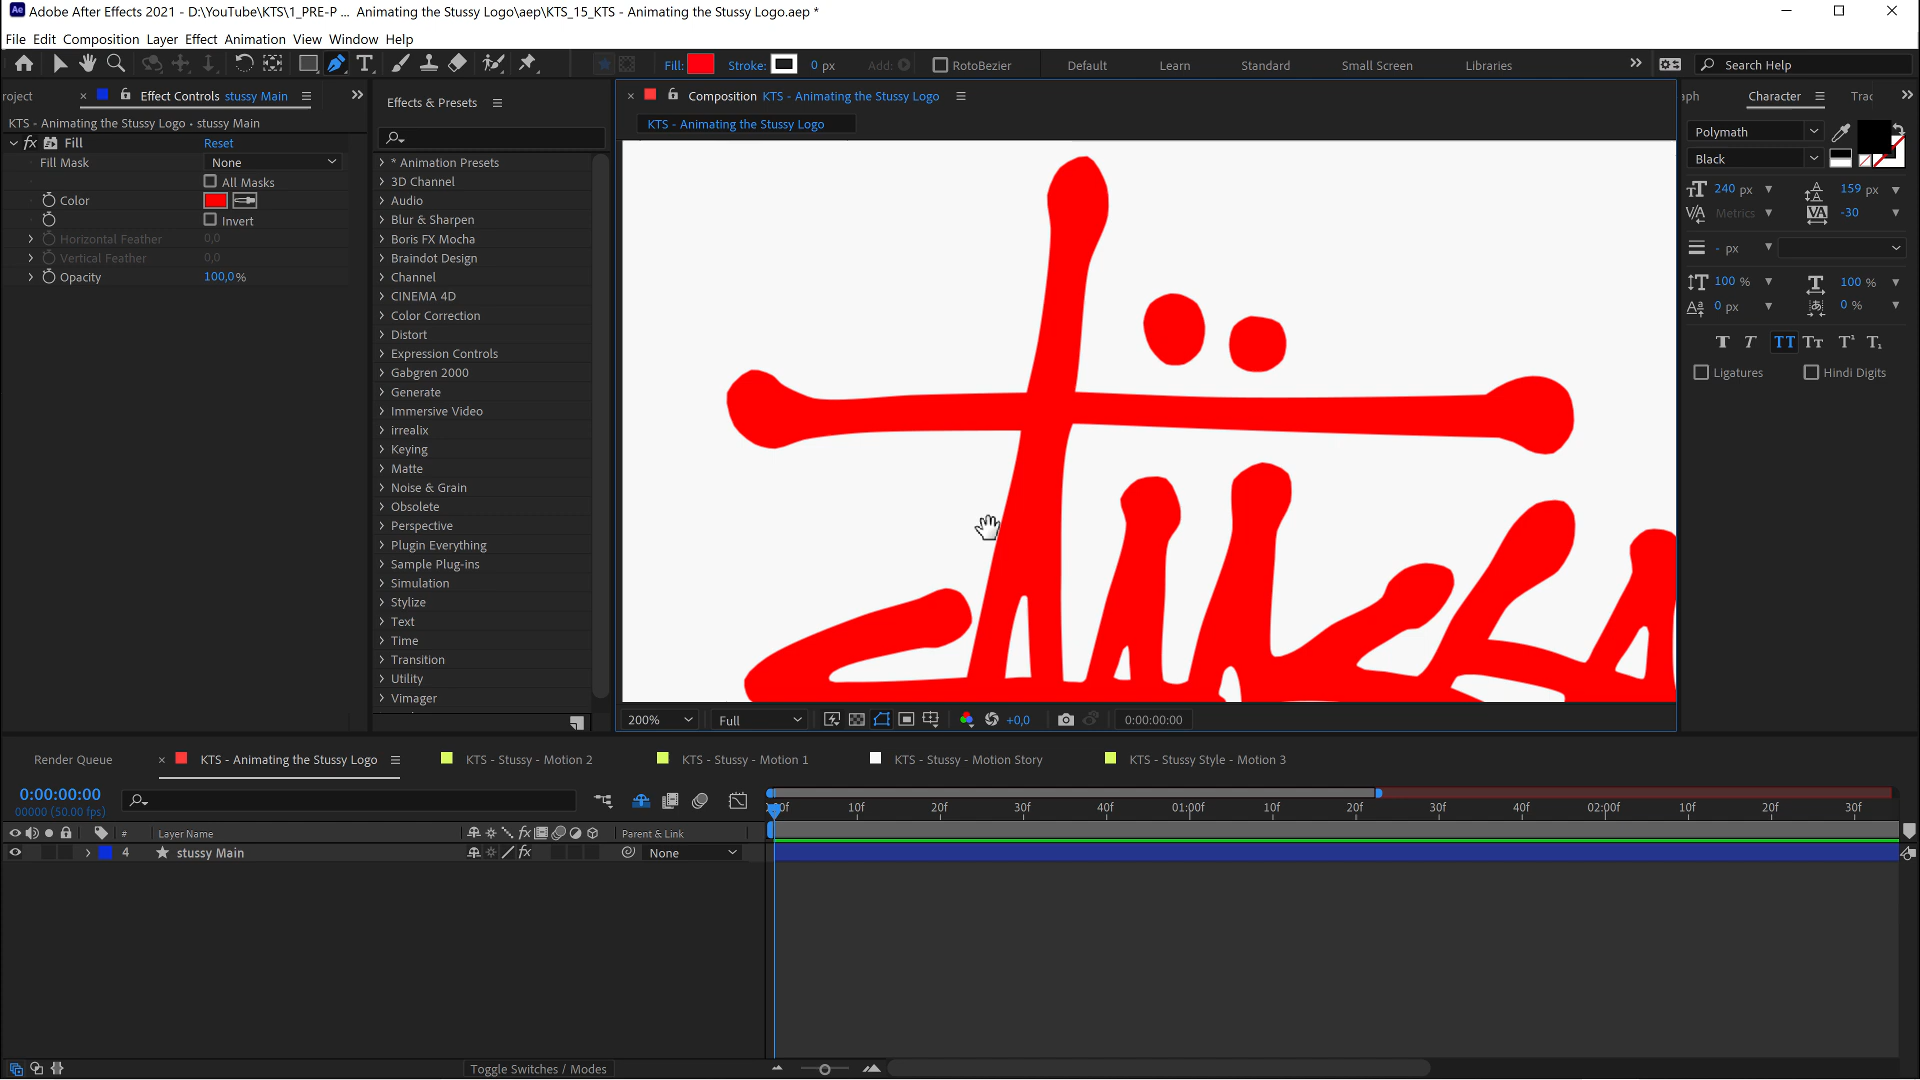 Adobe After Effects 2021 - D:\YouTube\KTS\1_PRE-P ... Animating the Stussy Logo\aep\KTS_15_KTS - Animating the Stussy Logo.aep *
File Edit Composition Layer Effect Animation View Window Help
Fill: Stroke: 0 px Add: RotoBezier Default Learn Standard Small Screen Libraries Search Help
roject Effect Controls stussy Main
KTS - Animating the Stussy Logo • stussy Main
fx Fill Reset
Fill Mask None
All Masks
Color
Invert
Horizontal Feather 0,0
Vertical Feather 0,0
Opacity 100,0 %
Effects & Presets
* Animation Presets
3D Channel
Audio
Blur & Sharpen
Boris FX Mocha
Braindot Design
Channel
CINEMA 4D
Color Correction
Distort
Expression Controls
Gabgren 2000
Generate
Immersive Video
irrealix
Keying
Matte
Noise & Grain
Obsolete
Perspective
Plugin Everything
Sample Plug-ins
Simulation
Stylize
Text
Time
Transition
Utility
Vimager
Composition KTS - Animating the Stussy Logo
KTS - Animating the Stussy Logo
200% Full +0,0 0:00:00:00
aph Character Trac
Polymath
Black
240 px 159 px
Metrics -30
- px
100 % 100 %
0 px 0 %
T T TT Tt T¹ T₁
Ligatures Hindi Digits
Render Queue KTS - Animating the Stussy Logo KTS - Stussy - Motion 2 KTS - Stussy - Motion 1 KTS - Stussy - Motion Story KTS - Stussy Style - Motion 3
0:00:00:00
00000 (50.00 fps)
:00f 10f 20f 30f 40f 01:00f 10f 20f 30f 40f 02:00f 10f 20f 30f
# Layer Name fx Parent & Link
4 stussy Main fx None
Toggle Switches / Modes